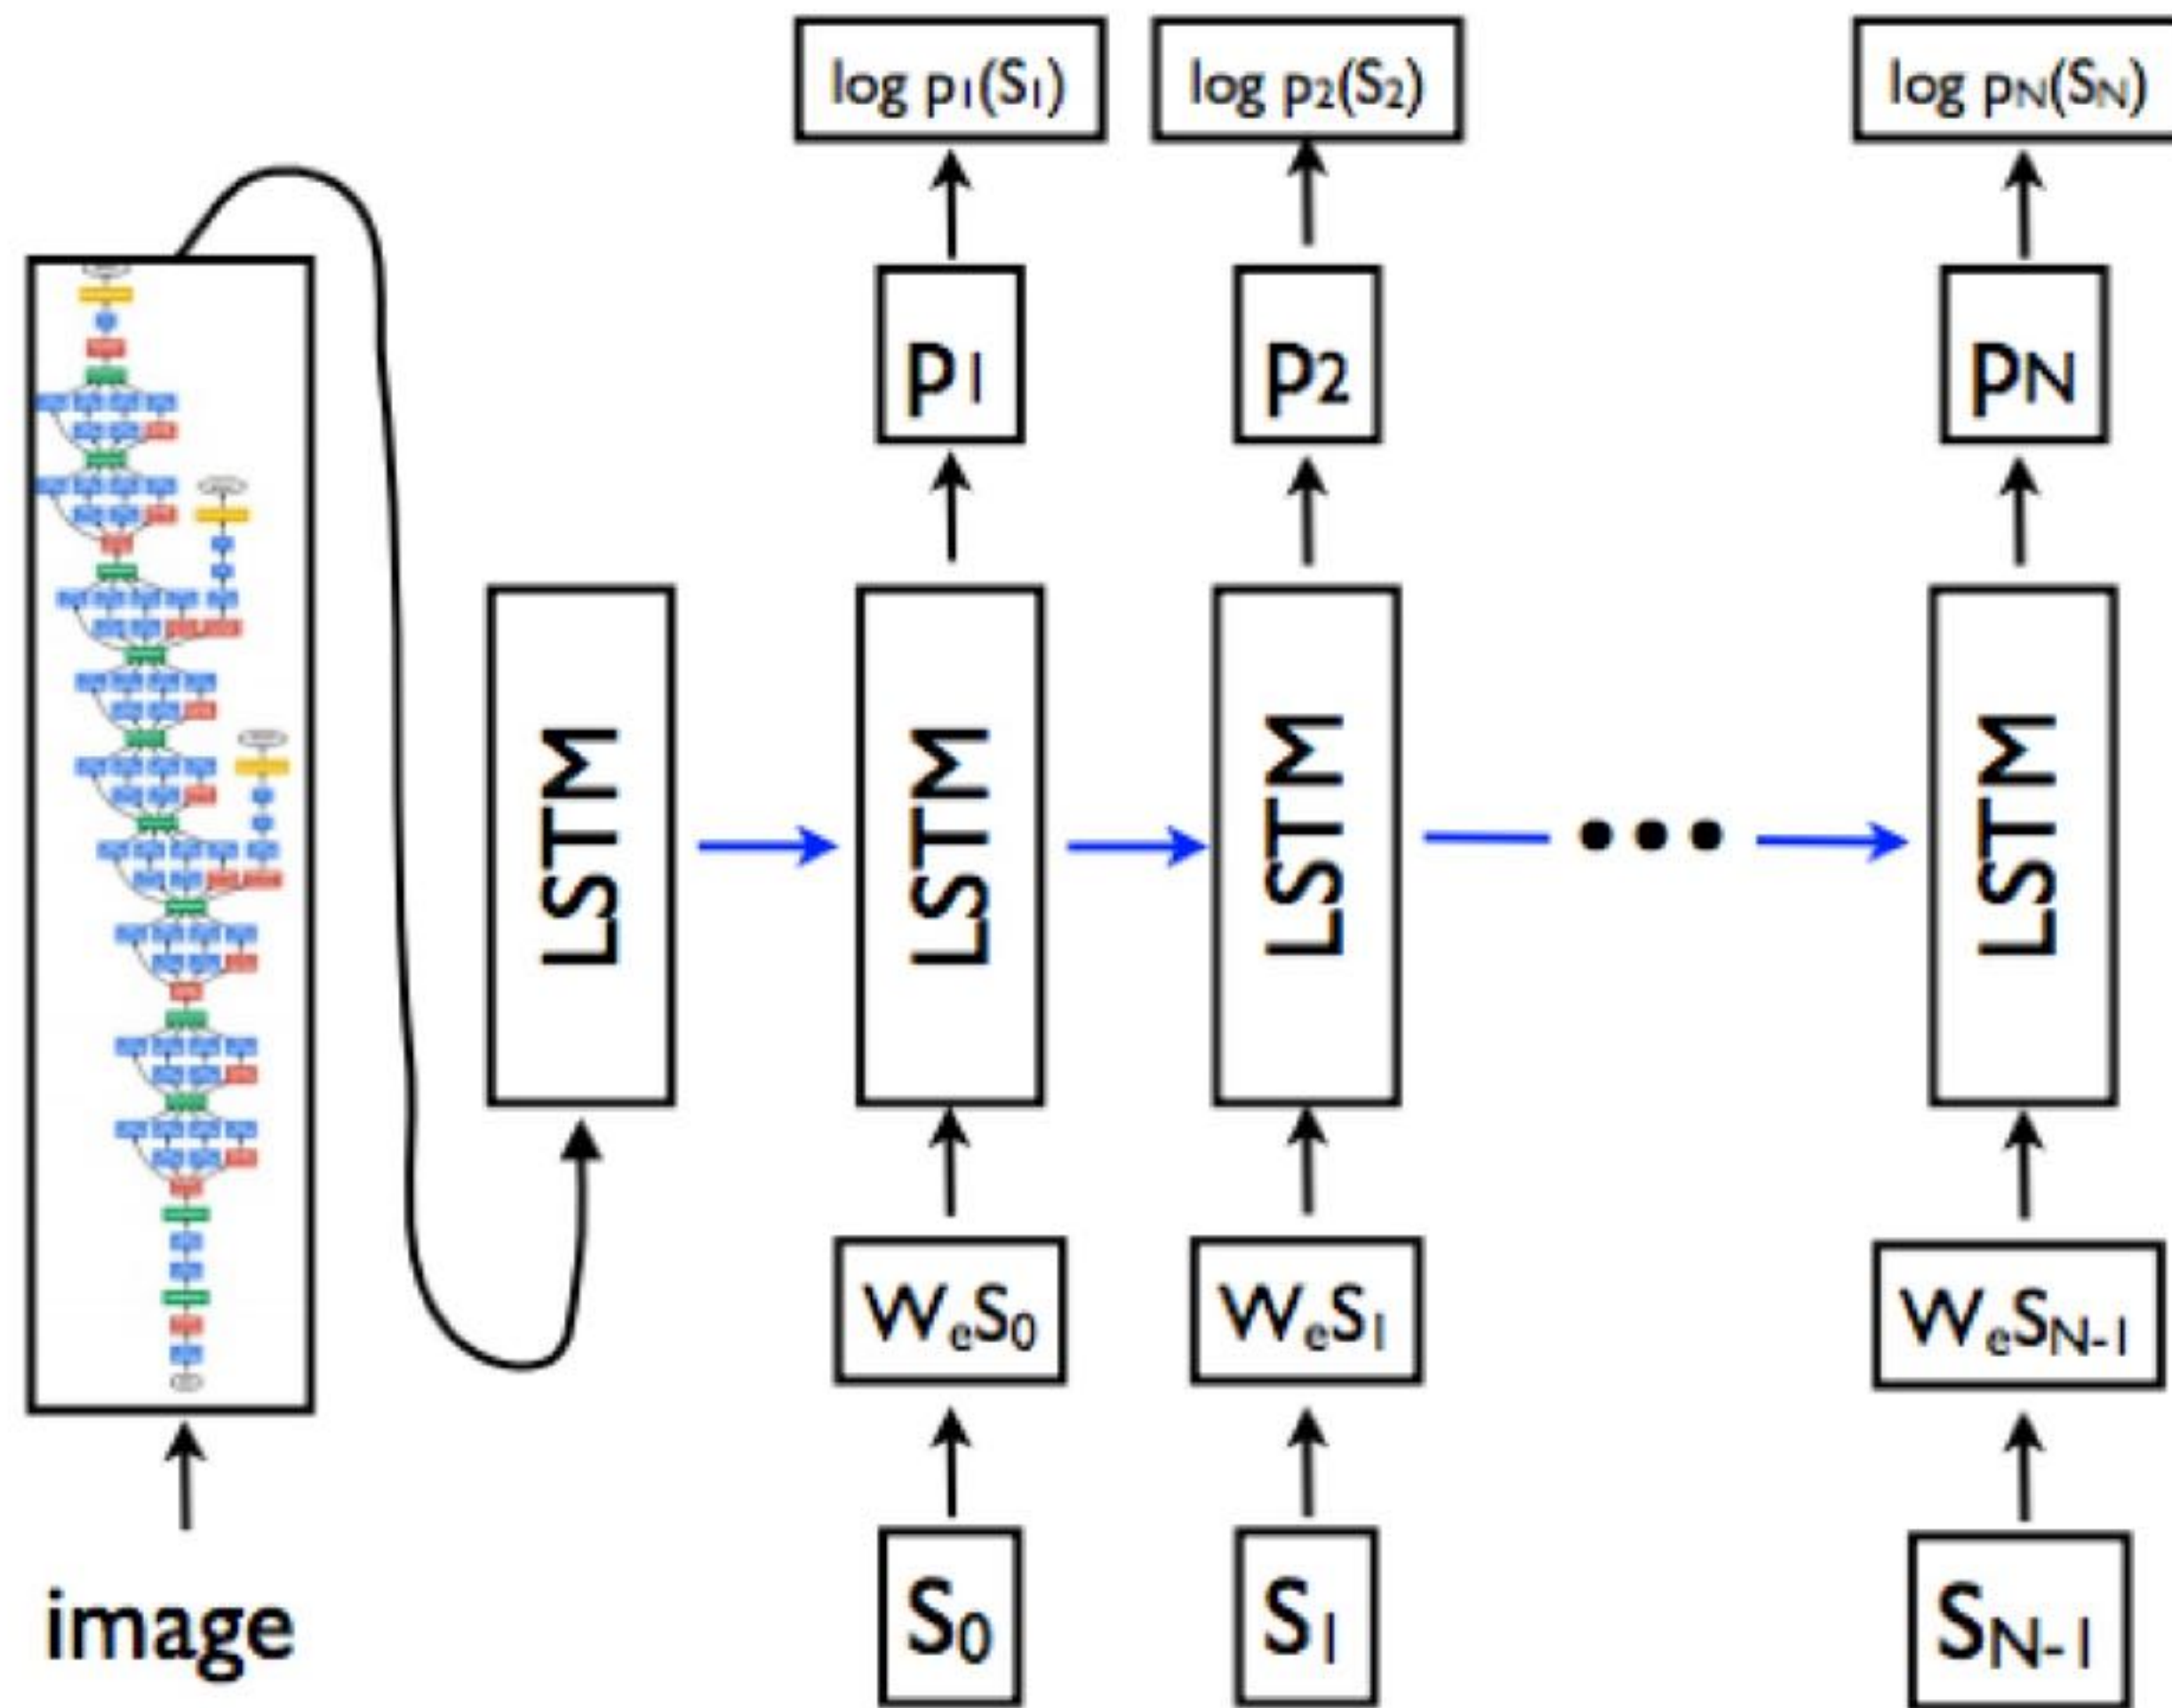 log p₁(S₁) log p₂(S₂) log pN(SN)
p₁ p₂ pN
LSTM LSTM LSTM LSTM
WₑS₀ WₑS₁ WₑSN-1
image S₀ S₁ SN-1